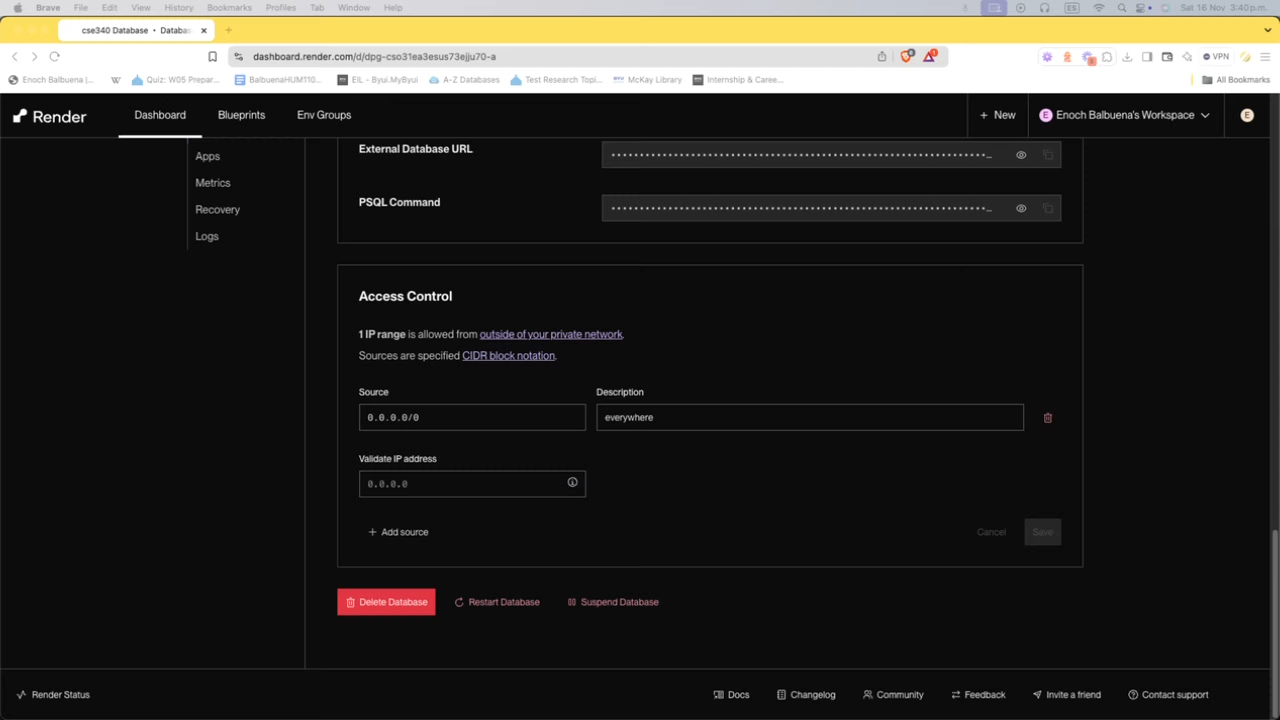 Brave File Edit View History Bookmarks Profiles Tab Window Help
ES
Sat 16 Nov 3:40 p.m.
cse340 Database • Databas
dashboard.render.com/d/dpg-cso31ea3esus73ejju70-a
VPN
Enoch Balbuena |... W Quiz: W05 Prepar... BalbuenaHUM110... EIL - Byui.MyByui A-Z Databases Test Research Topi... McKay Library Internship & Caree... All Bookmarks
Render Dashboard Blueprints Env Groups + New E Enoch Balbuena's Workspace E
Apps
Metrics
Recovery
Logs
External Database URL
PSQL Command
Access Control
1 IP range is allowed from outside of your private network.
Sources are specified CIDR block notation.
Source Description
0.0.0.0/0 everywhere
Validate IP address
0.0.0.0
+ Add source Cancel Save
Delete Database Restart Database Suspend Database
Render Status Docs Changelog Community Feedback Invite a friend Contact support